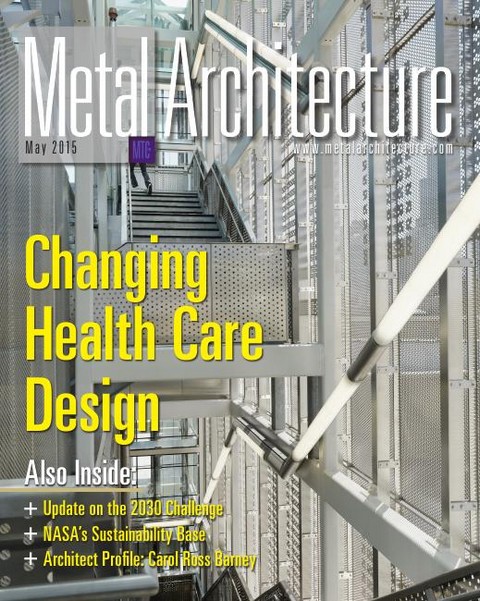 Metal Architecture
May 2015
MTG
www.metalarchitecture.com
Changing
Health Care
Design
Also Inside:
+ Update on the 2030 Challenge
+ NASA's Sustainability Base
+ Architect Profile: Carol Ross Barney